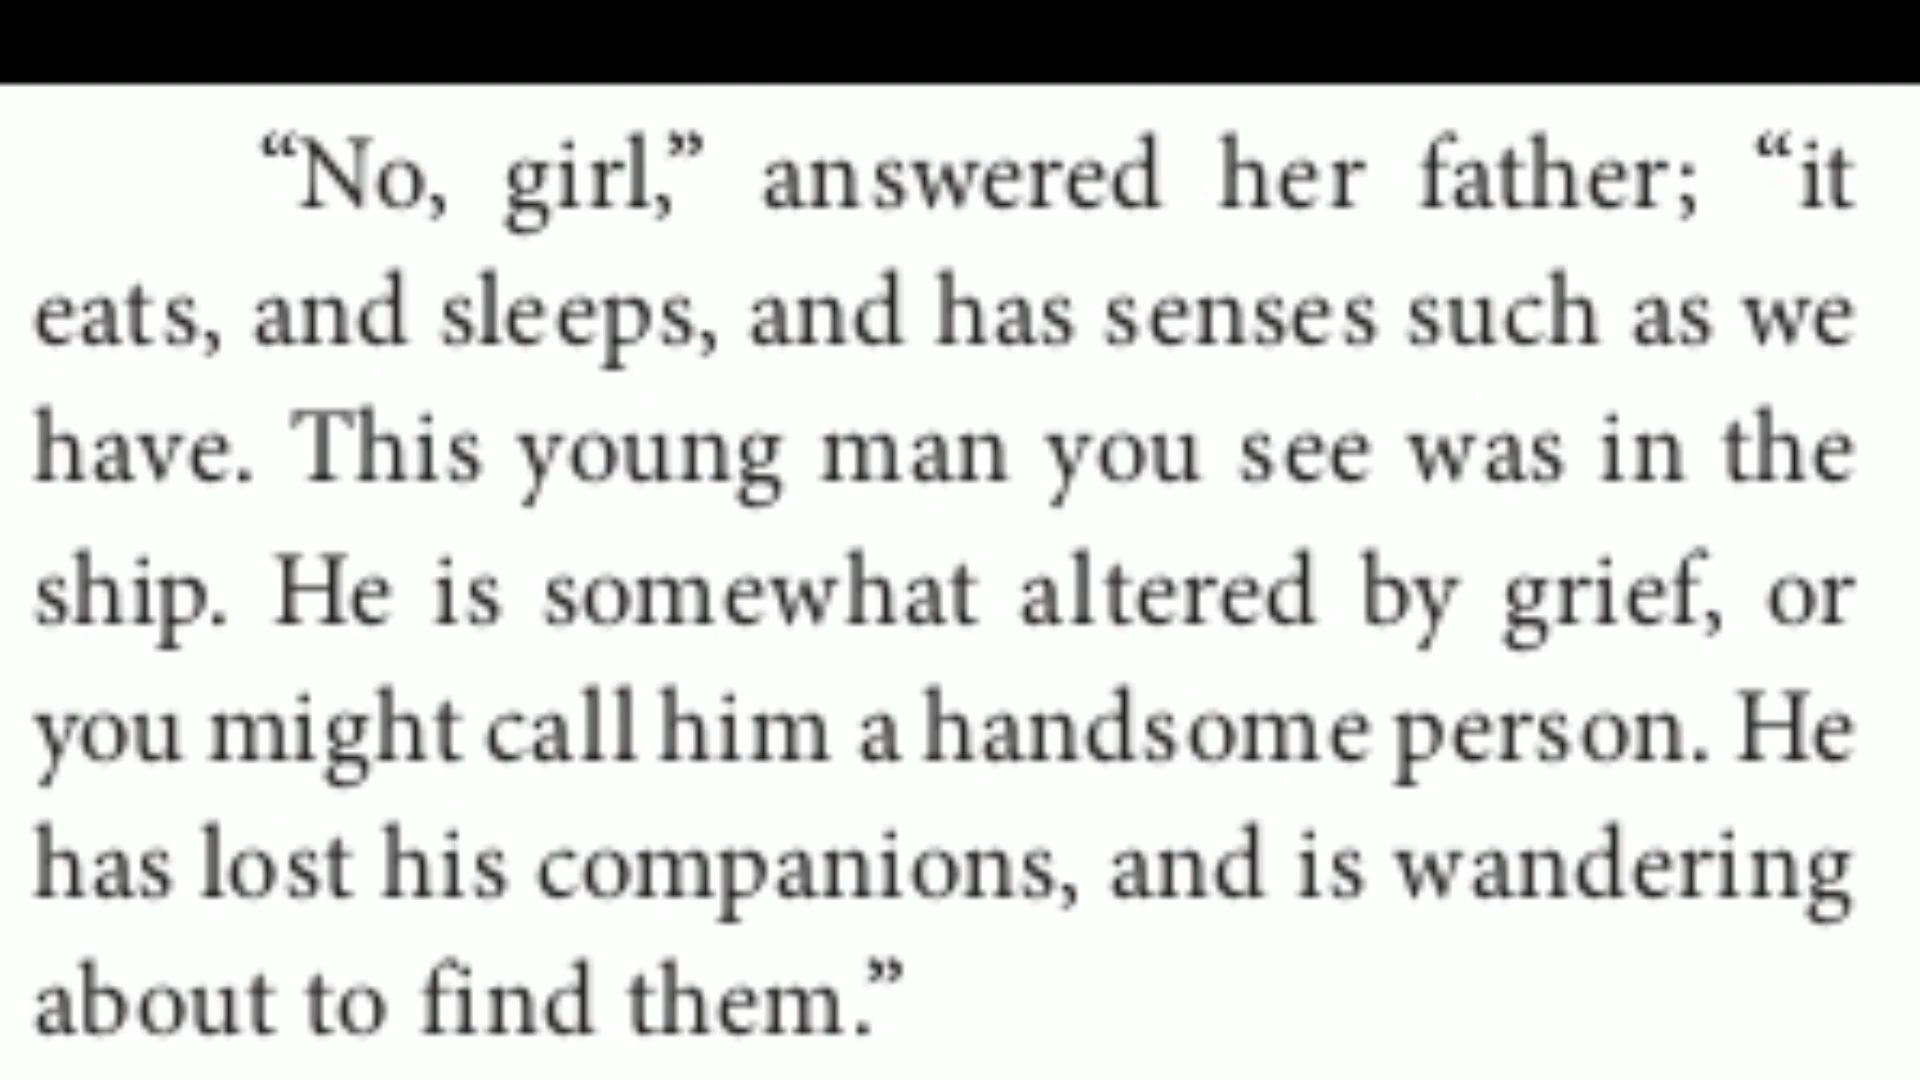 “No, girl,” answered her father; “it
eats, and sleeps, and has senses such as we
have. This young man you see was in the
ship. He is somewhat altered by grief, or
you might call him a handsome person. He
has lost his companions, and is wandering
about to find them.”